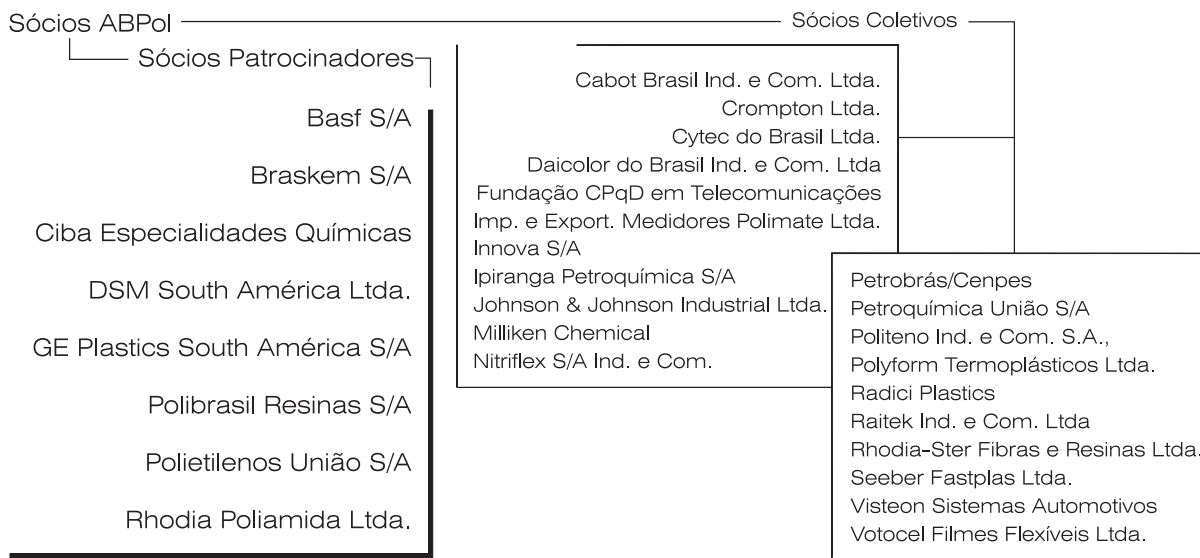 Sócios ABPol
Sócios Patrocinadores
Basf S/A
Braskem S/A
Ciba Especialidades Químicas
DSM South América Ltda.
GE Plastics South América S/A
Polibrasil Resinas S/A
Polietilenos União S/A
Rhodia Poliamida Ltda.
Sócios Coletivos
Cabot Brasil Ind. e Com. Ltda.
Crompton Ltda.
Cytec do Brasil Ltda.
Daicolor do Brasil Ind. e Com. Ltda
Fundação CPqD em Telecomunicações
Imp. e Export. Medidores Polimate Ltda.
Innova S/A
Ipiranga Petroquímica S/A
Johnson & Johnson Industrial Ltda.
Milliken Chemical
Nitriflex S/A Ind. e Com.
Petrobrás/Cenpes
Petroquímica União S/A
Politeno Ind. e Com. S.A.,
Polyform Termoplásticos Ltda.
Radici Plastics
Raitek Ind. e Com. Ltda
Rhodia-Ster Fibras e Resinas Ltda.
Seeber Fastplas Ltda.
Visteon Sistemas Automotivos
Votocel Filmes Flexíveis Ltda.